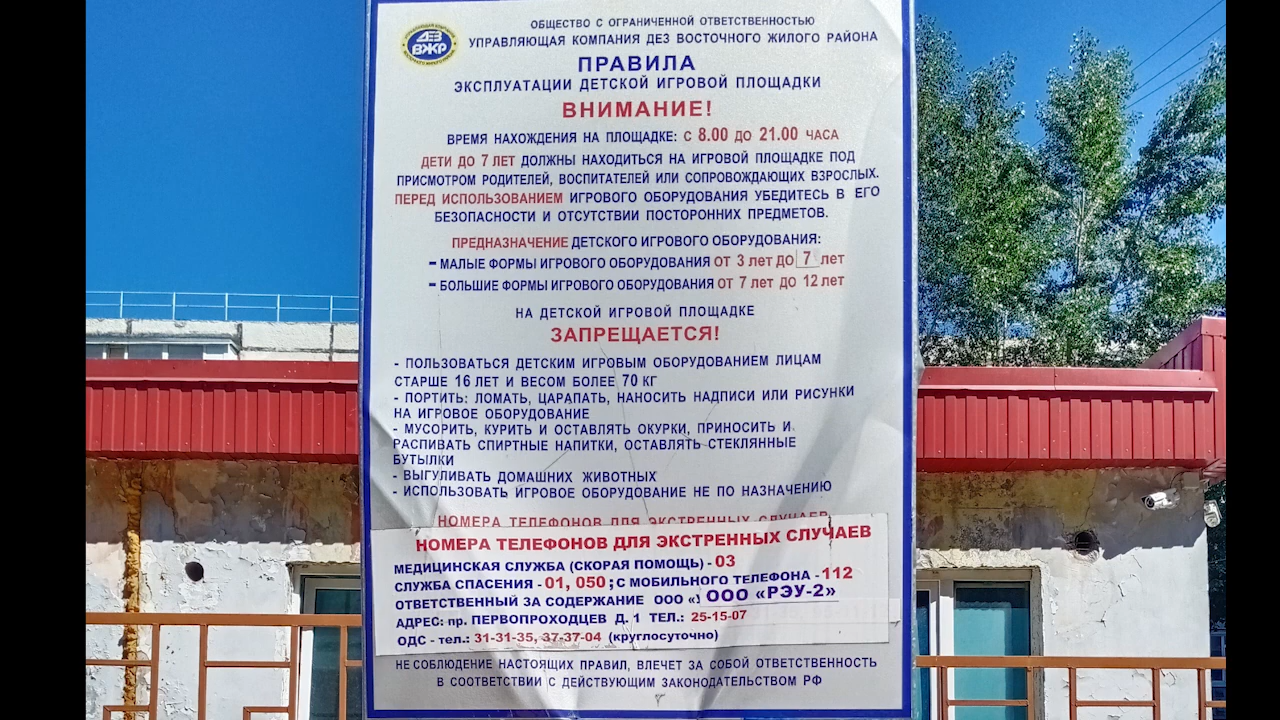 ДЕЗ
ВЖР
ОБЩЕСТВО С ОГРАНИЧЕННОЙ ОТВЕТСТВЕННОСТЬЮ
УПРАВЛЯЮЩАЯ КОМПАНИЯ ДЕЗ ВОСТОЧНОГО ЖИЛОГО РАЙОНА
ПРАВИЛА
ЭКСПЛУАТАЦИИ ДЕТСКОЙ ИГРОВОЙ ПЛОЩАДКИ
ВНИМАНИЕ!
ВРЕМЯ НАХОЖДЕНИЯ НА ПЛОЩАДКЕ: С 8.00 ДО 21.00 ЧАСА
ДЕТИ ДО 7 ЛЕТ ДОЛЖНЫ НАХОДИТЬСЯ НА ИГРОВОЙ ПЛОЩАДКЕ ПОД
ПРИСМОТРОМ РОДИТЕЛЕЙ, ВОСПИТАТЕЛЕЙ ИЛИ СОПРОВОЖДАЮЩИХ ВЗРОСЛЫХ.
ПЕРЕД ИСПОЛЬЗОВАНИЕМ ИГРОВОГО ОБОРУДОВАНИЯ УБЕДИТЕСЬ В ЕГО
БЕЗОПАСНОСТИ И ОТСУТСТВИИ ПОСТОРОННИХ ПРЕДМЕТОВ.
ПРЕДНАЗНАЧЕНИЕ ДЕТСКОГО ИГРОВОГО ОБОРУДОВАНИЯ:
- МАЛЫЕ ФОРМЫ ИГРОВОГО ОБОРУДОВАНИЯ ОТ 3 лет ДО 7 лет
- БОЛЬШИЕ ФОРМЫ ИГРОВОГО ОБОРУДОВАНИЯ ОТ 7 лет ДО 12 лет
НА ДЕТСКОЙ ИГРОВОЙ ПЛОЩАДКЕ
ЗАПРЕЩАЕТСЯ!
- ПОЛЬЗОВАТЬСЯ ДЕТСКИМ ИГРОВЫМ ОБОРУДОВАНИЕМ ЛИЦАМ
СТАРШЕ 16 ЛЕТ И ВЕСОМ БОЛЕЕ 70 КГ
- ПОРТИТЬ: ЛОМАТЬ, ЦАРАПАТЬ, НАНОСИТЬ НАДПИСИ ИЛИ РИСУНКИ
НА ИГРОВОЕ ОБОРУДОВАНИЕ
- МУСОРИТЬ, КУРИТЬ И ОСТАВЛЯТЬ ОКУРКИ, ПРИНОСИТЬ И
РАСПИВАТЬ СПИРТНЫЕ НАПИТКИ, ОСТАВЛЯТЬ СТЕКЛЯННЫЕ
БУТЫЛКИ
- ВЫГУЛИВАТЬ ДОМАШНИХ ЖИВОТНЫХ
- ИСПОЛЬЗОВАТЬ ИГРОВОЕ ОБОРУДОВАНИЕ НЕ ПО НАЗНАЧЕНИЮ
НОМЕРА ТЕЛЕФОНОВ ДЛЯ ЭКСТРЕННЫХ СЛУЧАЕВ
НОМЕРА ТЕЛЕФОНОВ ДЛЯ ЭКСТРЕННЫХ СЛУЧАЕВ
МЕДИЦИНСКАЯ СЛУЖБА (СКОРАЯ ПОМОЩЬ) - 03
СЛУЖБА СПАСЕНИЯ - 01, 050; С МОБИЛЬНОГО ТЕЛЕФОНА - 112
ОТВЕТСТВЕННЫЙ ЗА СОДЕРЖАНИЕ ООО ООО «РЭУ-2»
АДРЕС: пр. ПЕРВОПРОХОДЦЕВ Д. 1 ТЕЛ.: 25-15-07
ОДС - тел.: 31-31-35, 37-37-04 (круглосуточно)
НЕ СОБЛЮДЕНИЕ НАСТОЯЩИХ ПРАВИЛ, ВЛЕЧЕТ ЗА СОБОЙ ОТВЕТСТВЕННОСТЬ
В СООТВЕТСТВИИ С ДЕЙСТВУЮЩИМ ЗАКОНОДАТЕЛЬСТВОМ РФ